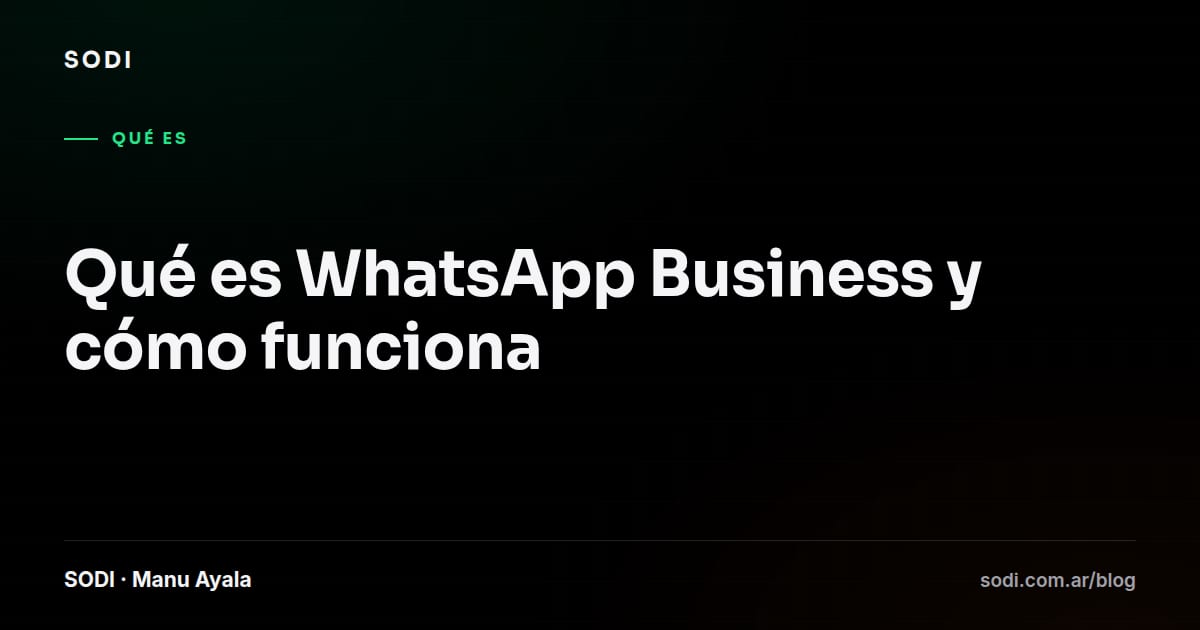 SODI
QUÉ ES
Qué es WhatsApp Business y
cómo funciona
SODI · Manu Ayala
sodi.com.ar/blog